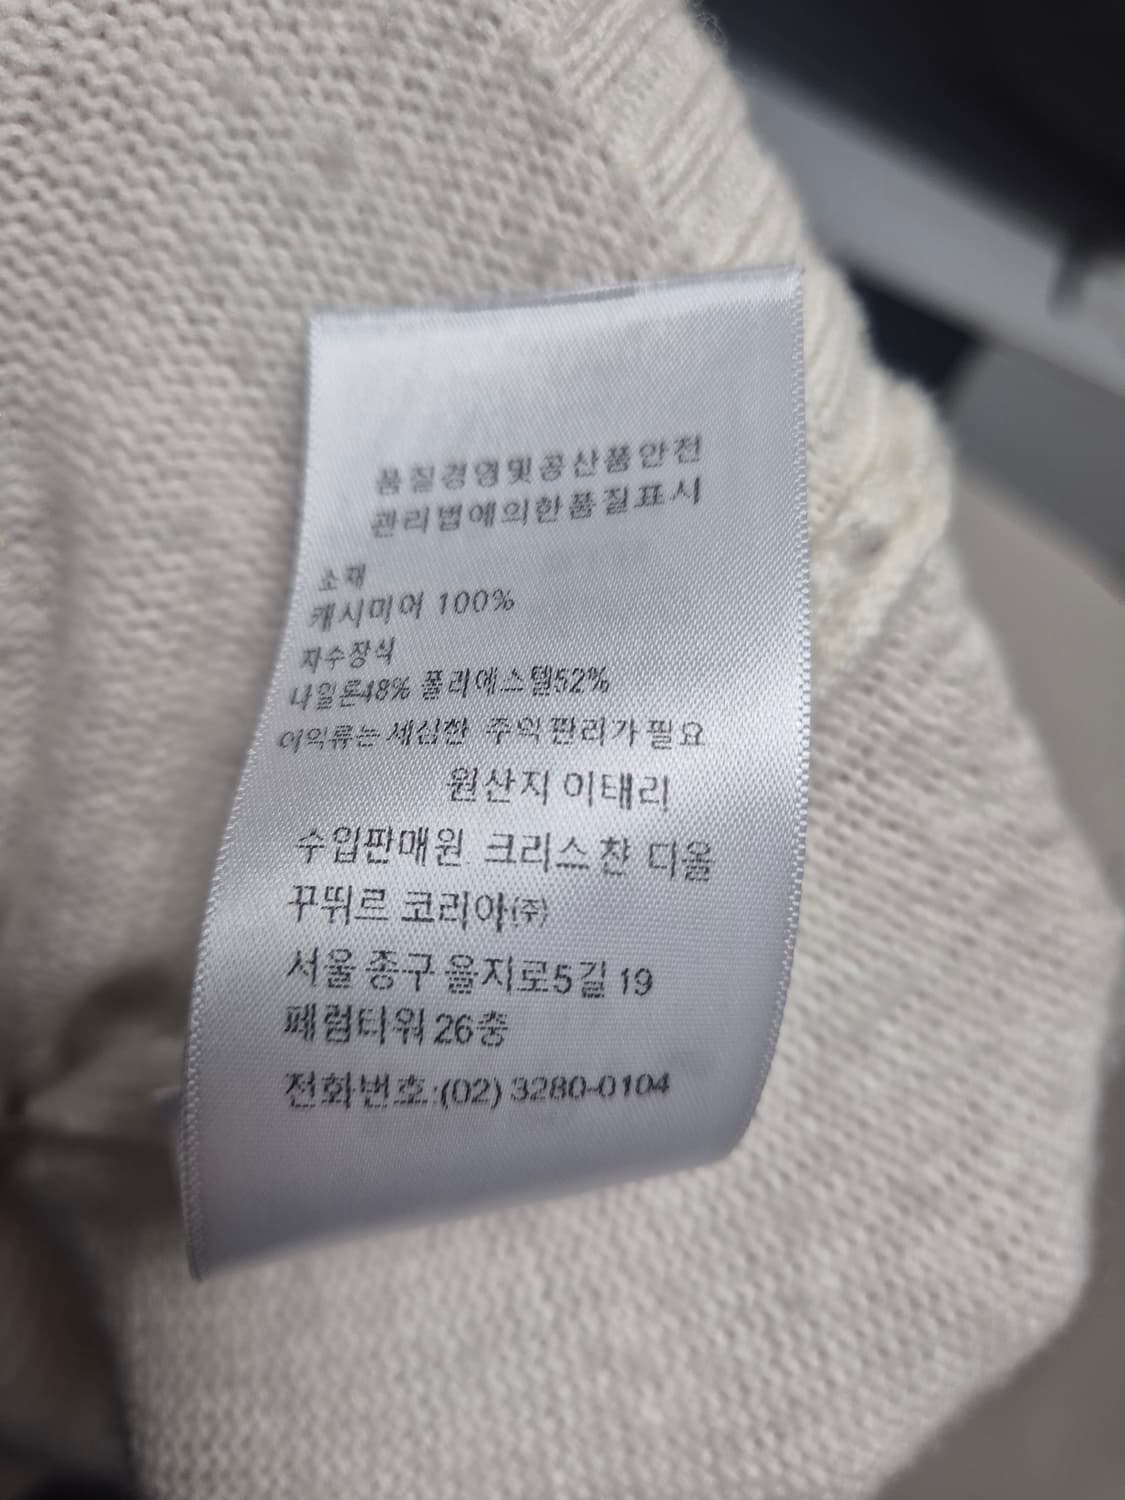 품질경영및공산품안전
관리법에의한품질표시
소재
캐시미어 100%
자수장식
나일론48% 폴리에스텔52%
이익류는세심한 주익판리가필요
원산지 이태리
수입판매원. 크리스챤 디올
꾸뛰르 코리아(주)
서울 종구 을지로5길 19
페럼타워 26층
전화번호:(02) 3280-0104